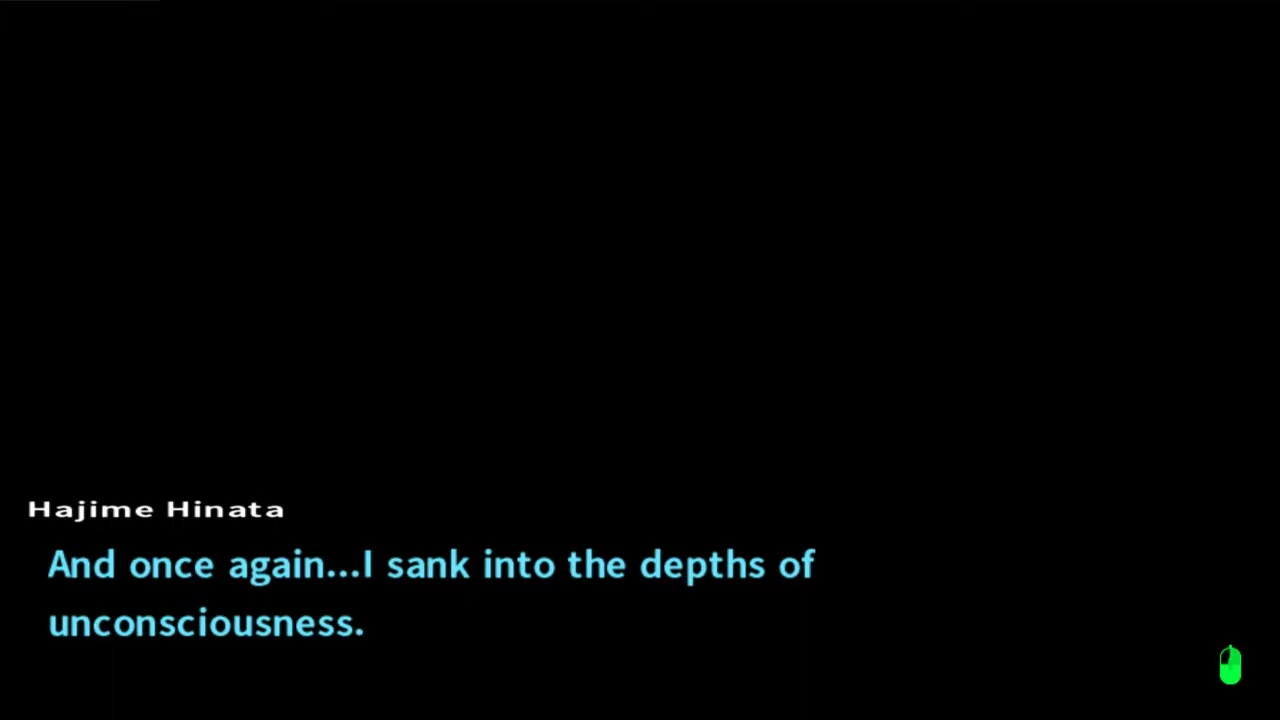 Hajime Hinata
And once again...I sank into the depths of
unconsciousness.